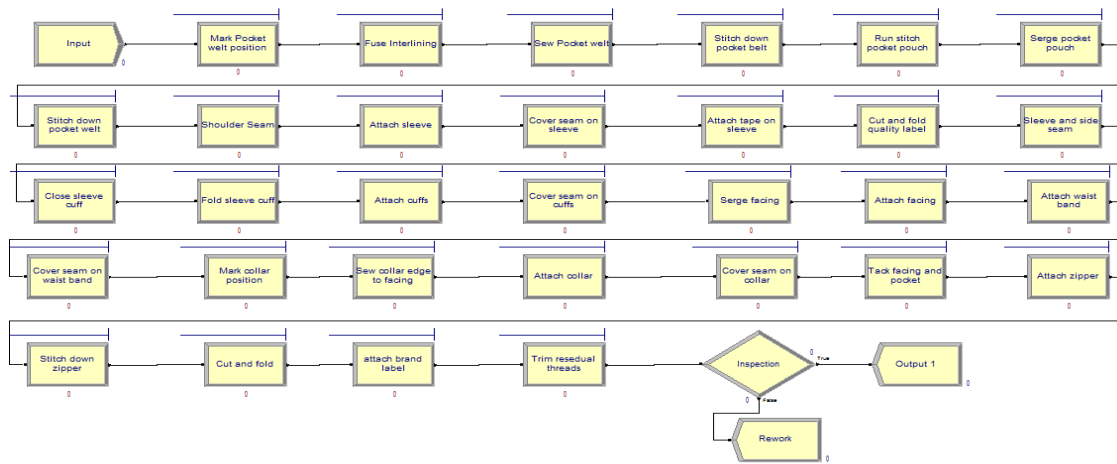 Input
Mark Pocket
welt position
Fuse Interlining
Sew Pocket welt
Stitch down
pocket belt
Run stitch
pocket pouch
Serge pocket
pouch
0
0
0
0
0
0
0
Stitch down
pocket welt
Shoulder Seam
Attach sleeve
Cover seam on
sleeve
Attach tape on
sleeve
Cut and fold
quality label
Sleeve and side
seam
0
0
0
0
0
0
0
Close sleeve
cuff
Fold sleeve cuff
Attach cuffs
Cover seam on
cuffs
Serge facing
Attach facing
Attach waist
band
0
0
0
0
0
0
0
Cover seam on
waist band
Mark collar
position
Sew collar edge
to facing
Attach collar
Cover seam on
collar
Tack facing and
pocket
Attach zipper
0
0
0
0
0
0
0
Stitch down
zipper
Cut and fold
attach brand
label
Trim resedual
threads
Inspection
0
True
Output 1
0
0
0
0
0
0
False
Rework
0